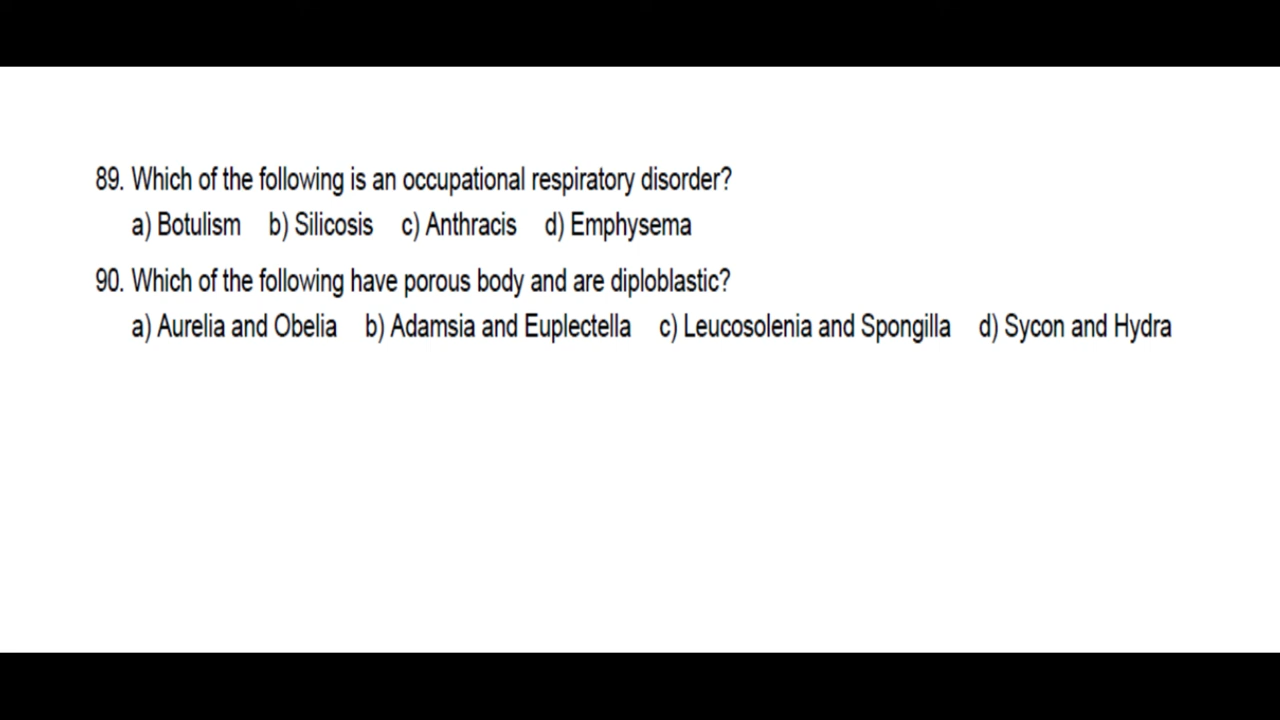 89. Which of the following is an occupational respiratory disorder?
a) Botulism b) Silicosis c) Anthracis d) Emphysema
90. Which of the following have porous body and are diploblastic?
a) Aurelia and Obelia b) Adamsia and Euplectella c) Leucosolenia and Spongilla d) Sycon and Hydra